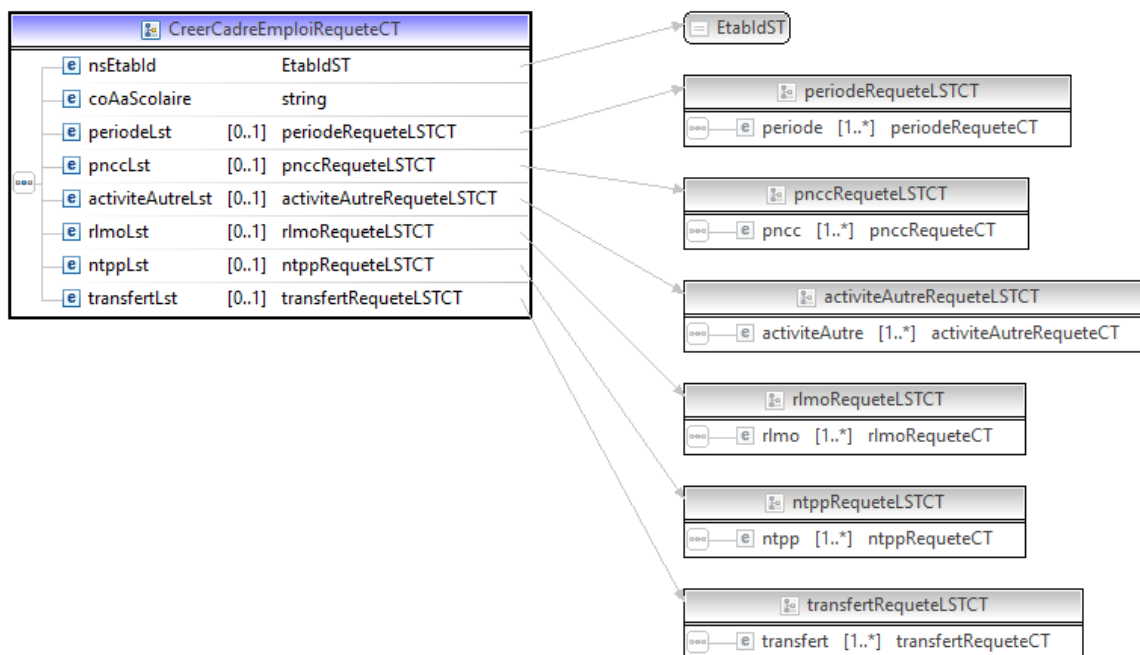 CreerCadreEmploiRequeteCT
e nsEtabId EtabIdST
e coAaScolaire string
e periodeLst [0..1] periodeRequeteLSTCT
e pnccLst [0..1] pnccRequeteLSTCT
e activiteAutreLst [0..1] activiteAutreRequeteLSTCT
e rlmoLst [0..1] rlmoRequeteLSTCT
e ntppLst [0..1] ntppRequeteLSTCT
e transfertLst [0..1] transfertRequeteLSTCT
EtabIdST
periodeRequeteLSTCT
e periode [1..*] periodeRequeteCT
pnccRequeteLSTCT
e pncc [1..*] pnccRequeteCT
activiteAutreRequeteLSTCT
e activiteAutre [1..*] activiteAutreRequeteCT
rlmoRequeteLSTCT
e rlmo [1..*] rlmoRequeteCT
ntppRequeteLSTCT
e ntpp [1..*] ntppRequeteCT
transfertRequeteLSTCT
e transfert [1..*] transfertRequeteCT